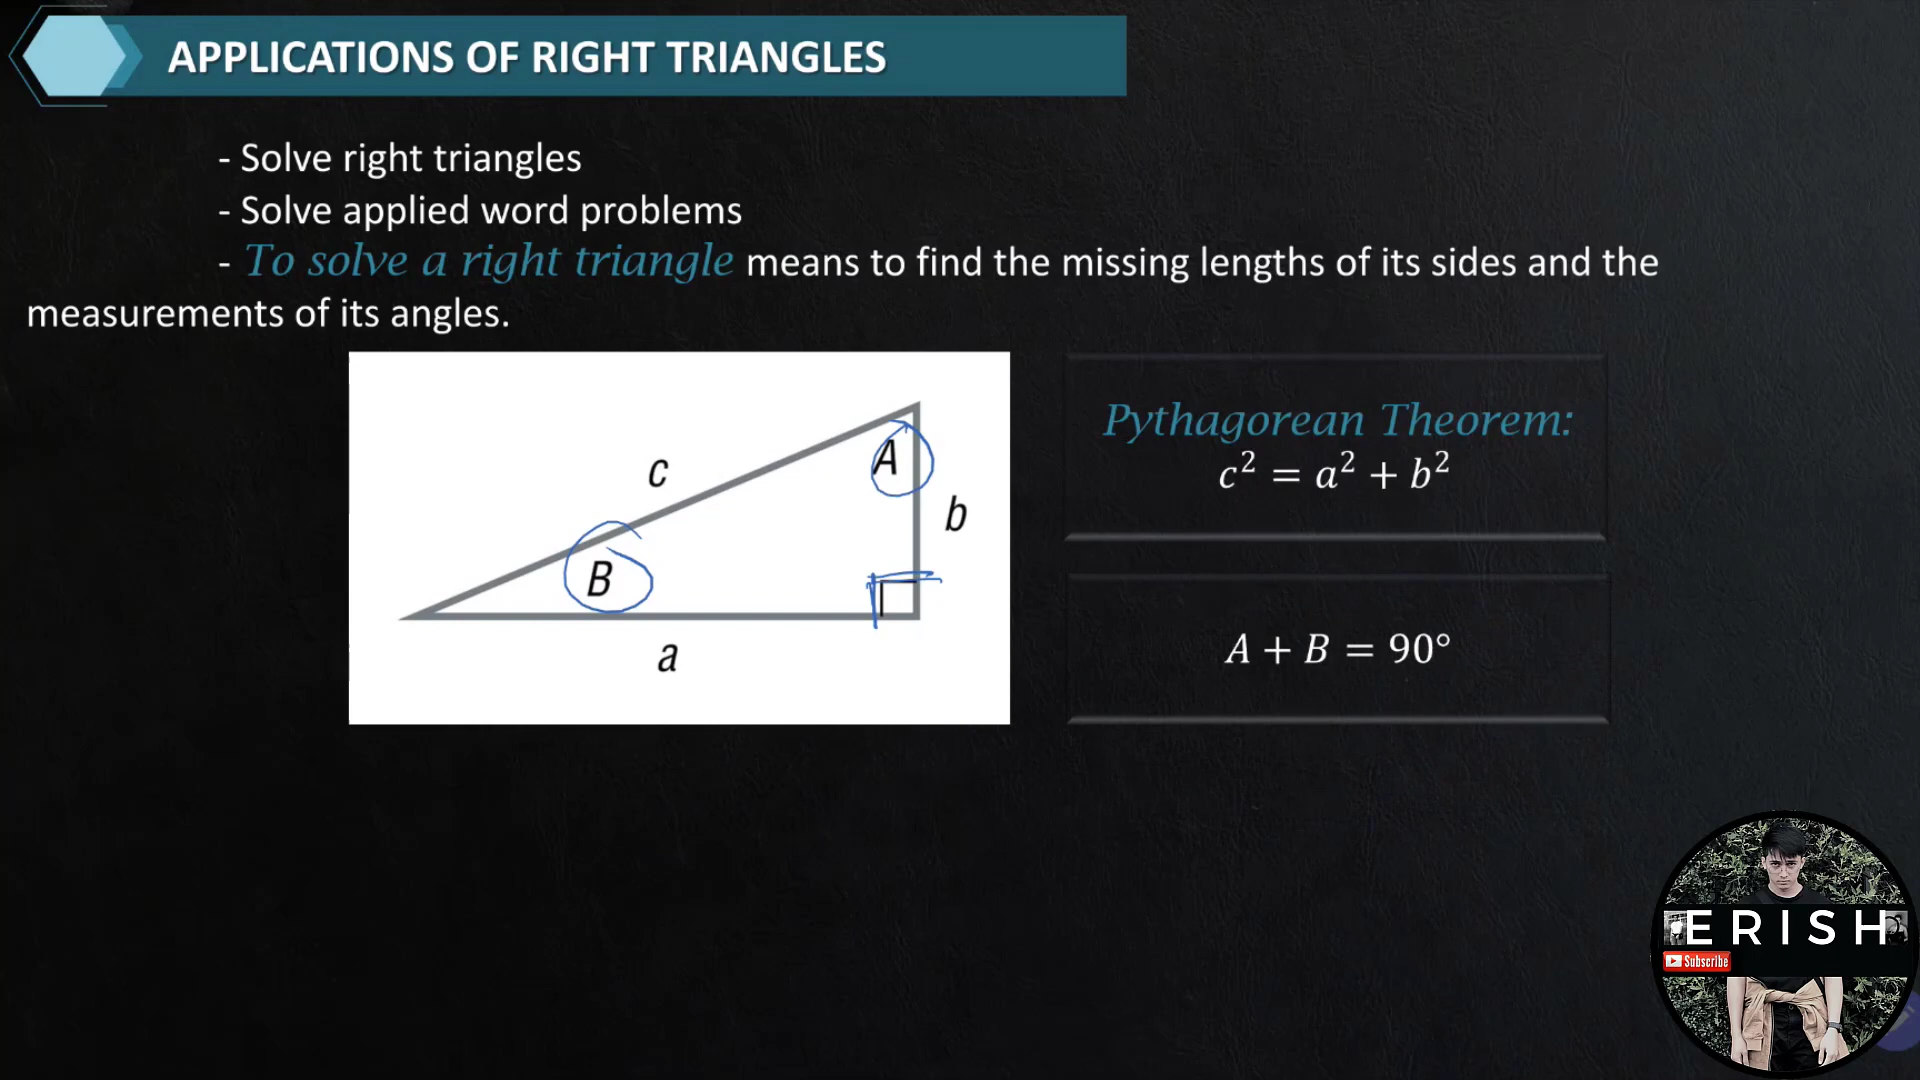 APPLICATIONS OF RIGHT TRIANGLES
- Solve right triangles
- Solve applied word problems
- To solve a right triangle means to find the missing lengths of its sides and the
measurements of its angles.
c
A
b
B
a
Pythagorean Theorem:
c² = a² + b²
A + B = 90°
ERISH
Subscribe